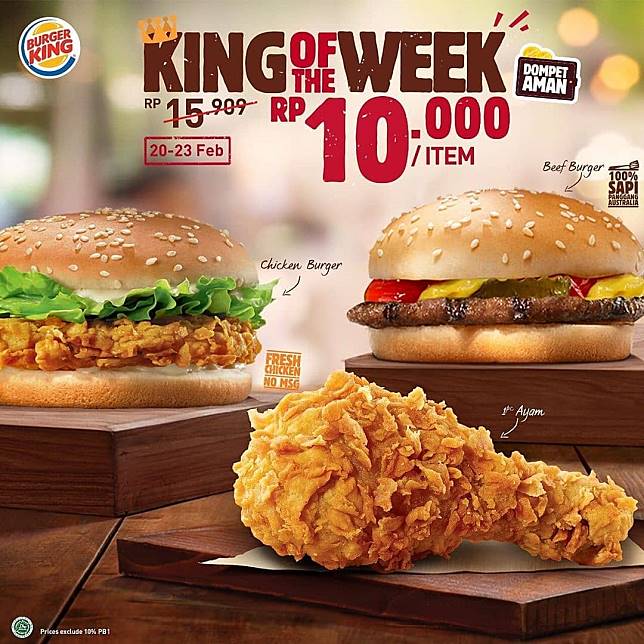 BURGER
KING
KING OF THE WEEK
DOMPET
AMAN
RP 15.909
RP 10.000
/ ITEM
20-23 Feb
Beef Burger
100%
SAPI
PANGGANG
AUSTRALIA
Chicken Burger
FRESH
CHICKEN
NO MSG
1pc Ayam
Prices exclude 10% PB1